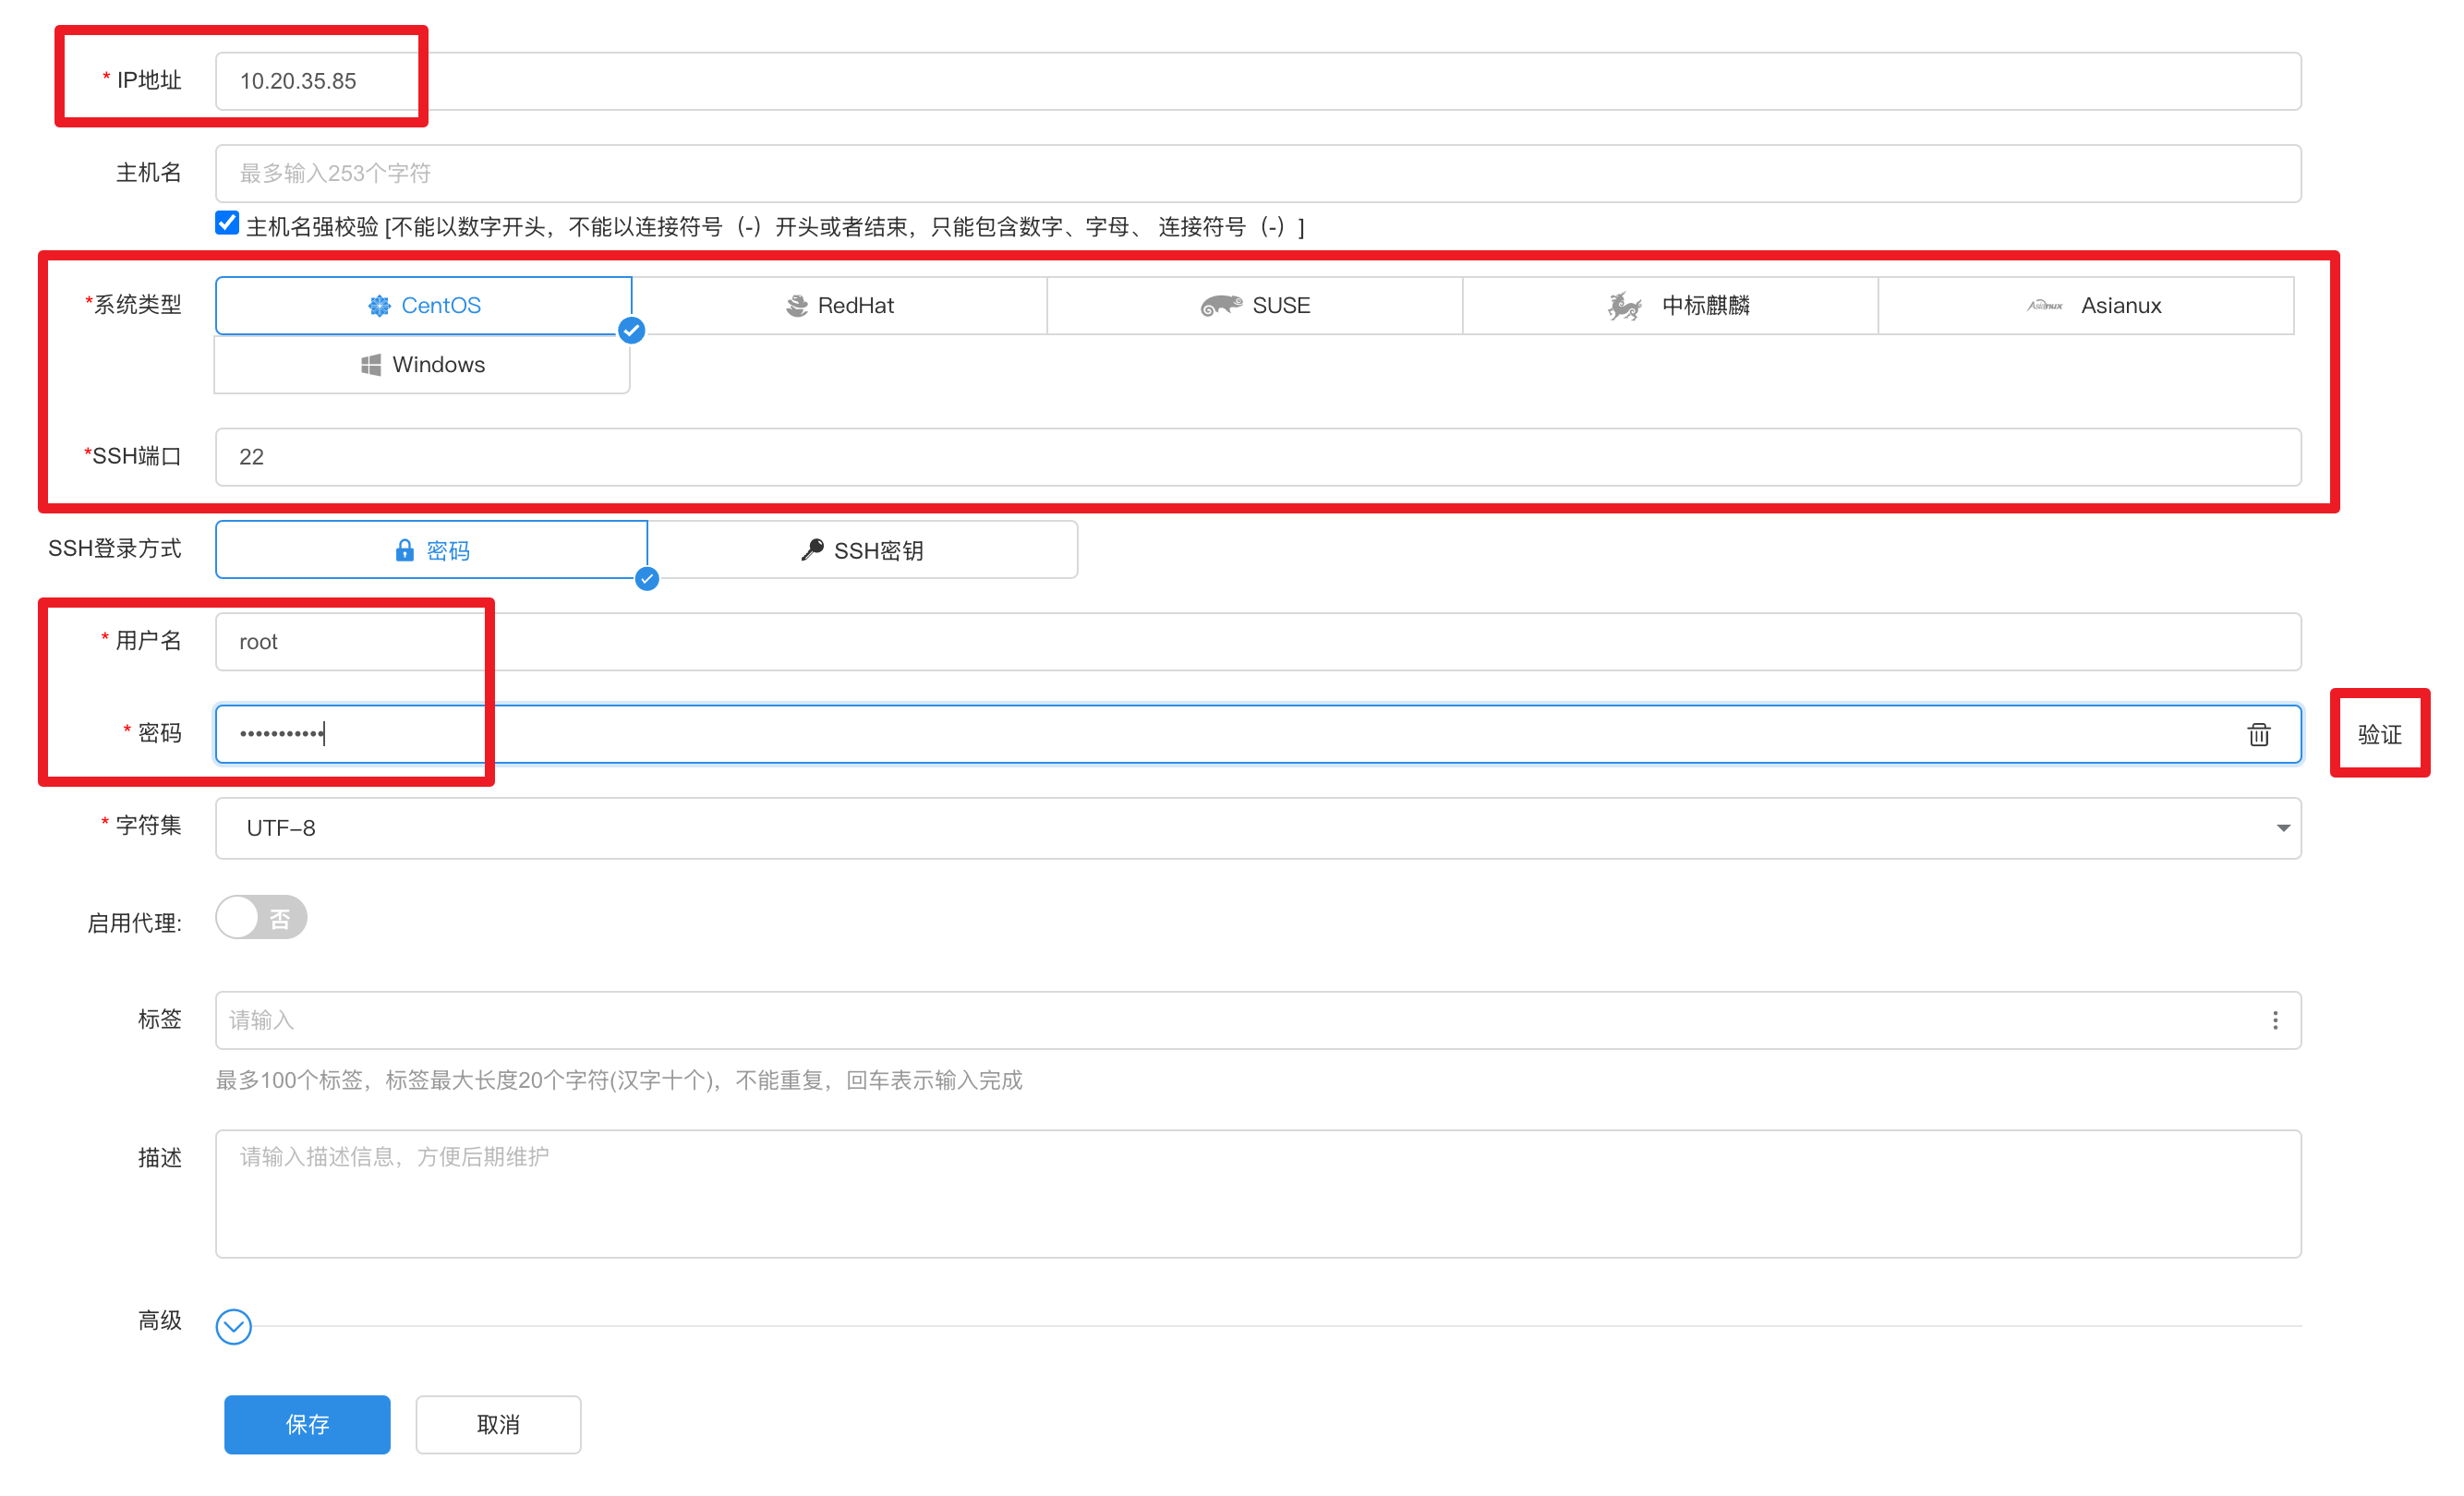 * IP地址 10.20.35.85
主机名 最多输入253个字符
主机名强校验 [不能以数字开头，不能以连接符号（-）开头或者结束，只能包含数字、字母、 连接符号（-）]
*系统类型 CentOS RedHat SUSE 中标麒麟 Asianux Asianux
Windows
*SSH端口 22
SSH登录方式 密码 SSH密钥
* 用户名 root
* 密码 ••••••••••• 验证
* 字符集 UTF-8
启用代理: 否
标签 请输入
最多100个标签，标签最大长度20个字符(汉字十个)，不能重复，回车表示输入完成
描述 请输入描述信息，方便后期维护
高级
保存 取消